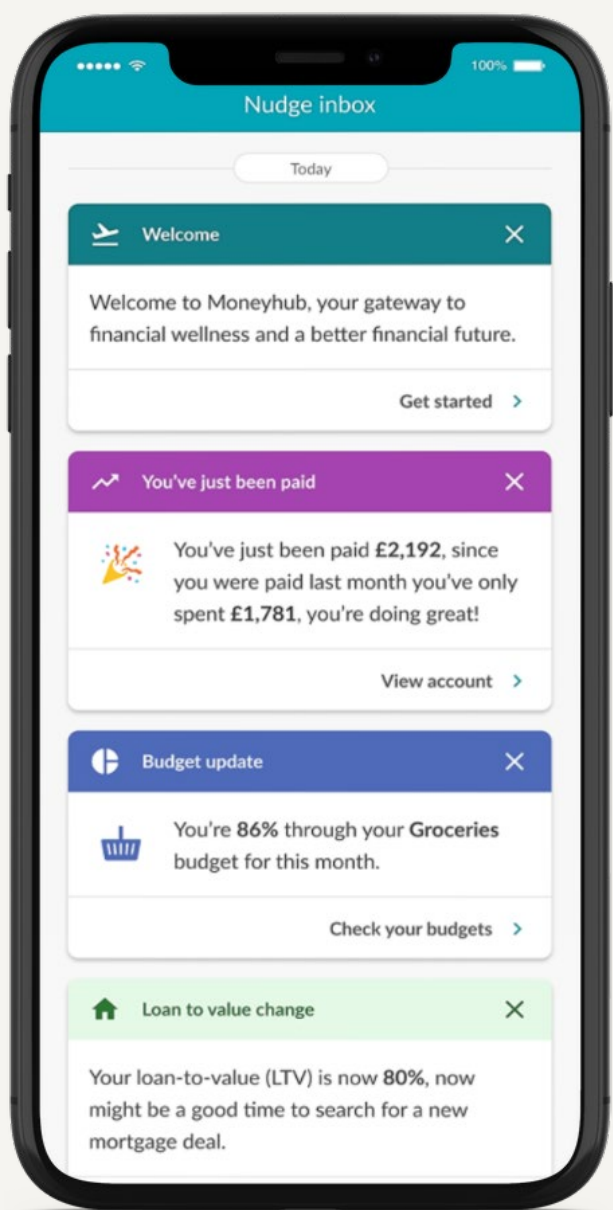 100%
Nudge inbox
Today
Welcome
Welcome to Moneyhub, your gateway to
financial wellness and a better financial future.
Get started
You’ve just been paid
You’ve just been paid £2,192, since
you were paid last month you’ve only
spent £1,781, you’re doing great!
View account
Budget update
You’re 86% through your Groceries
budget for this month.
Check your budgets
Loan to value change
Your loan-to-value (LTV) is now 80%, now
might be a good time to search for a new
mortgage deal.